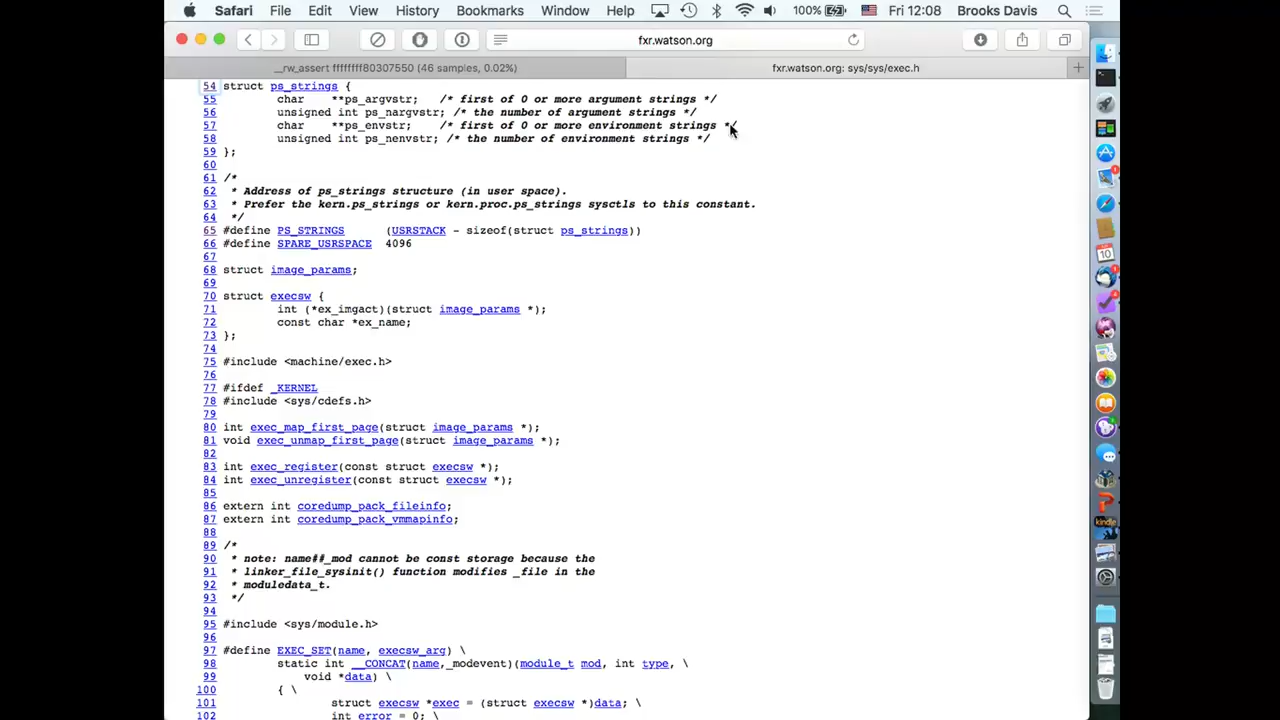 Safari File Edit View History Bookmarks Window Help 100% Fri 12:08 Brooks Davis
fxr.watson.org
__rw_assert ffffffff80307550 (46 samples, 0.02%)
fxr.watson.org: sys/sys/exec.h
54 struct ps_strings {
55 char **ps_argvstr; /* first of 0 or more argument strings */
56 unsigned int ps_nargvstr; /* the number of argument strings */
57 char **ps_envstr; /* first of 0 or more environment strings */
58 unsigned int ps_nenvstr; /* the number of environment strings */
59 };
60
61 /*
62 * Address of ps_strings structure (in user space).
63 * Prefer the kern.ps_strings or kern.proc.ps_strings sysctls to this constant.
64 */
65 #define PS_STRINGS (USRSTACK - sizeof(struct ps_strings))
66 #define SPARE_USRSPACE 4096
67
68 struct image_params;
69
70 struct execsw {
71 int (*ex_imgact)(struct image_params *);
72 const char *ex_name;
73 };
74
75 #include <machine/exec.h>
76
77 #ifdef _KERNEL
78 #include <sys/cdefs.h>
79
80 int exec_map_first_page(struct image_params *);
81 void exec_unmap_first_page(struct image_params *);
82
83 int exec_register(const struct execsw *);
84 int exec_unregister(const struct execsw *);
85
86 extern int coredump_pack_fileinfo;
87 extern int coredump_pack_vmmapinfo;
88
89 /*
90 * note: name##_mod cannot be const storage because the
91 * linker_file_sysinit() function modifies _file in the
92 * moduledata_t.
93 */
94
95 #include <sys/module.h>
96
97 #define EXEC_SET(name, execsw_arg) \
98 static int __CONCAT(name,_modevent)(module_t mod, int type, \
99 void *data) \
100 { \
101 struct execsw *exec = (struct execsw *)data; \
102 int error = 0; \